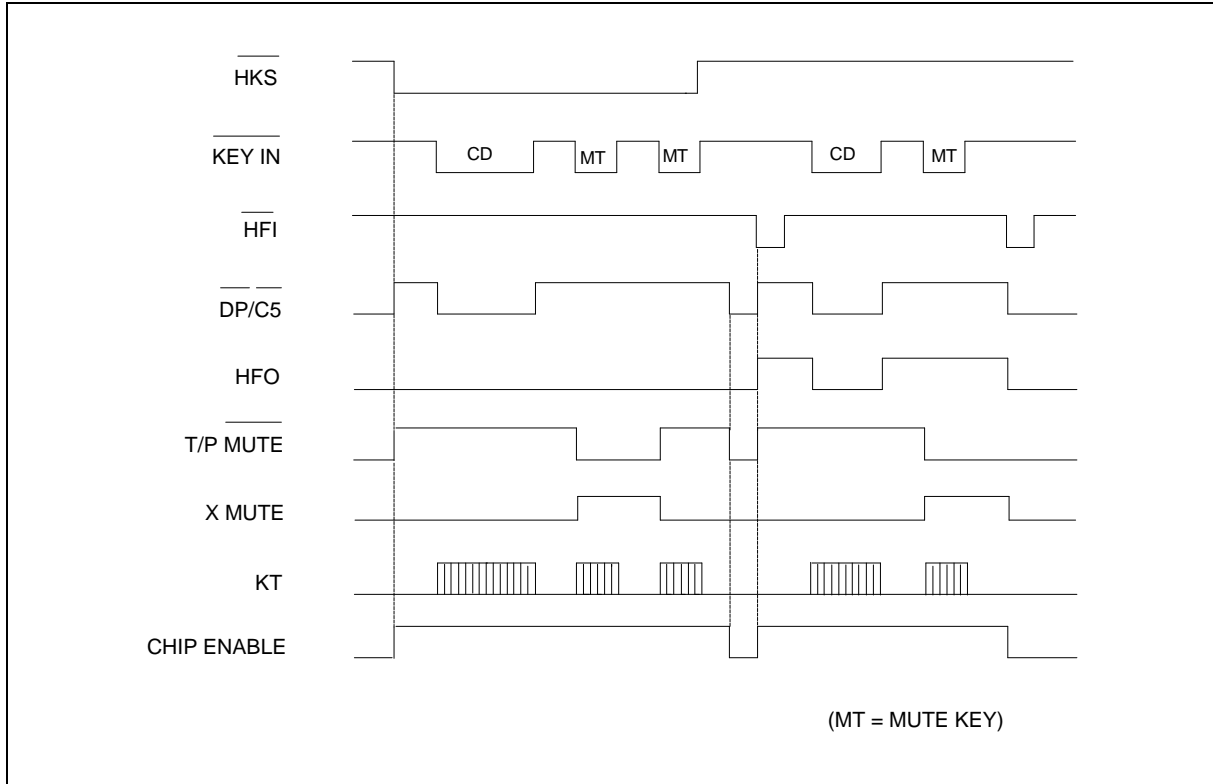 HKS
KEY IN
CD
MT
MT
CD
MT
HFI
DP/C5
HFO
T/P MUTE
X MUTE
KT
CHIP ENABLE
(MT = MUTE KEY)